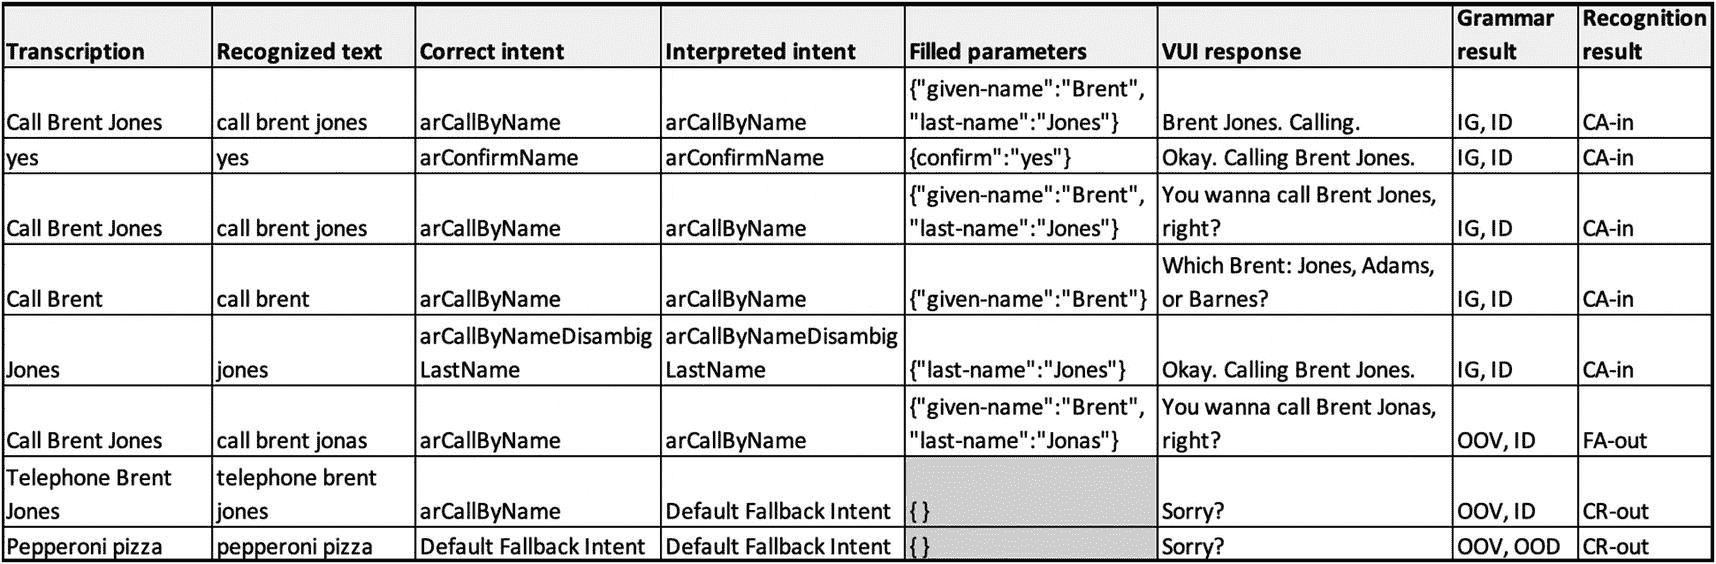 Transcription Recognized text Correct intent Interpreted intent Filled parameters VUI response Grammar result Recognition result
Call Brent Jones call brent jones arCallByName arCallByName {"given-name":"Brent", "last-name":"Jones"} Brent Jones. Calling. IG, ID CA-in
yes yes arConfirmName arConfirmName {confirm":"yes"} Okay. Calling Brent Jones. IG, ID CA-in
Call Brent Jones call brent jones arCallByName arCallByName {"given-name":"Brent", "last-name":"Jones"} You wanna call Brent Jones, right? IG, ID CA-in
Call Brent call brent arCallByName arCallByName {"given-name":"Brent"} Which Brent: Jones, Adams, or Barnes? IG, ID CA-in
Jones jones arCallByNameDisambig LastName arCallByNameDisambig LastName {"last-name":"Jones"} Okay. Calling Brent Jones. IG, ID CA-in
Call Brent Jones call brent jonas arCallByName arCallByName {"given-name":"Brent", "last-name":"Jonas"} You wanna call Brent Jonas, right? OOV, ID FA-out
Telephone Brent Jones telephone brent jones arCallByName Default Fallback Intent { } Sorry? OOV, ID CR-out
Pepperoni pizza pepperoni pizza Default Fallback Intent Default Fallback Intent { } Sorry? OOV, OOD CR-out